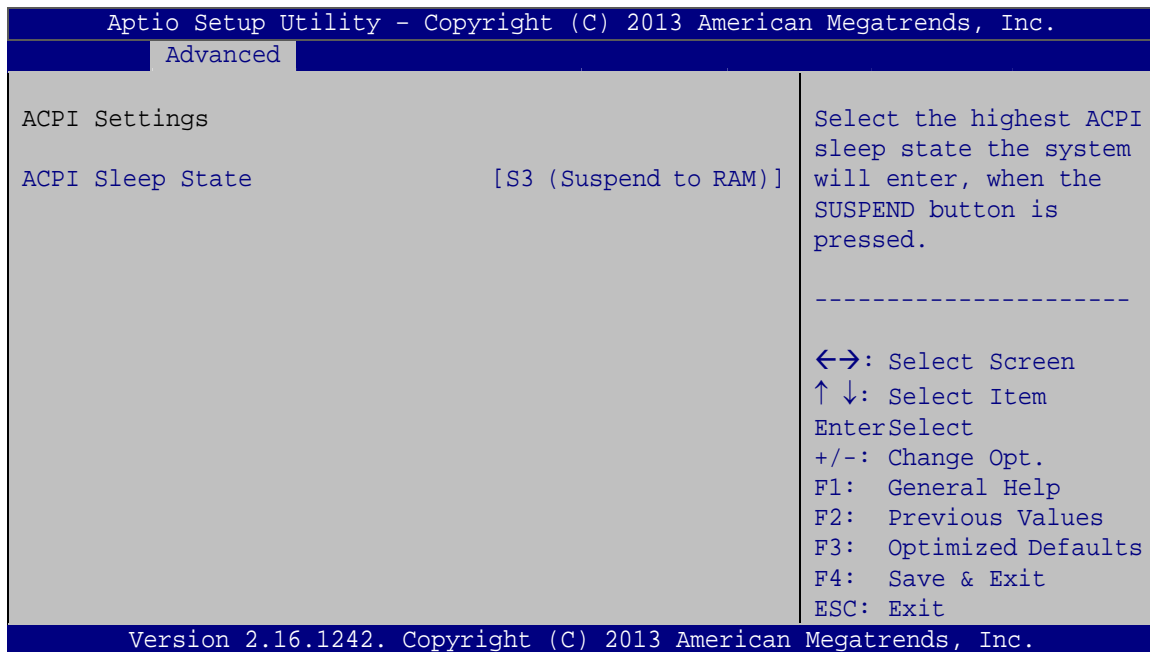 Aptio Setup Utility – Copyright (C) 2013 American Megatrends, Inc.
Advanced
ACPI Settings
ACPI Sleep State [S3 (Suspend to RAM)]
Select the highest ACPI
sleep state the system
will enter, when the
SUSPEND button is
pressed.
----------------------
←→: Select Screen
↑ ↓: Select Item
EnterSelect
+/-: Change Opt.
F1: General Help
F2: Previous Values
F3: Optimized Defaults
F4: Save & Exit
ESC: Exit
Version 2.16.1242. Copyright (C) 2013 American Megatrends, Inc.